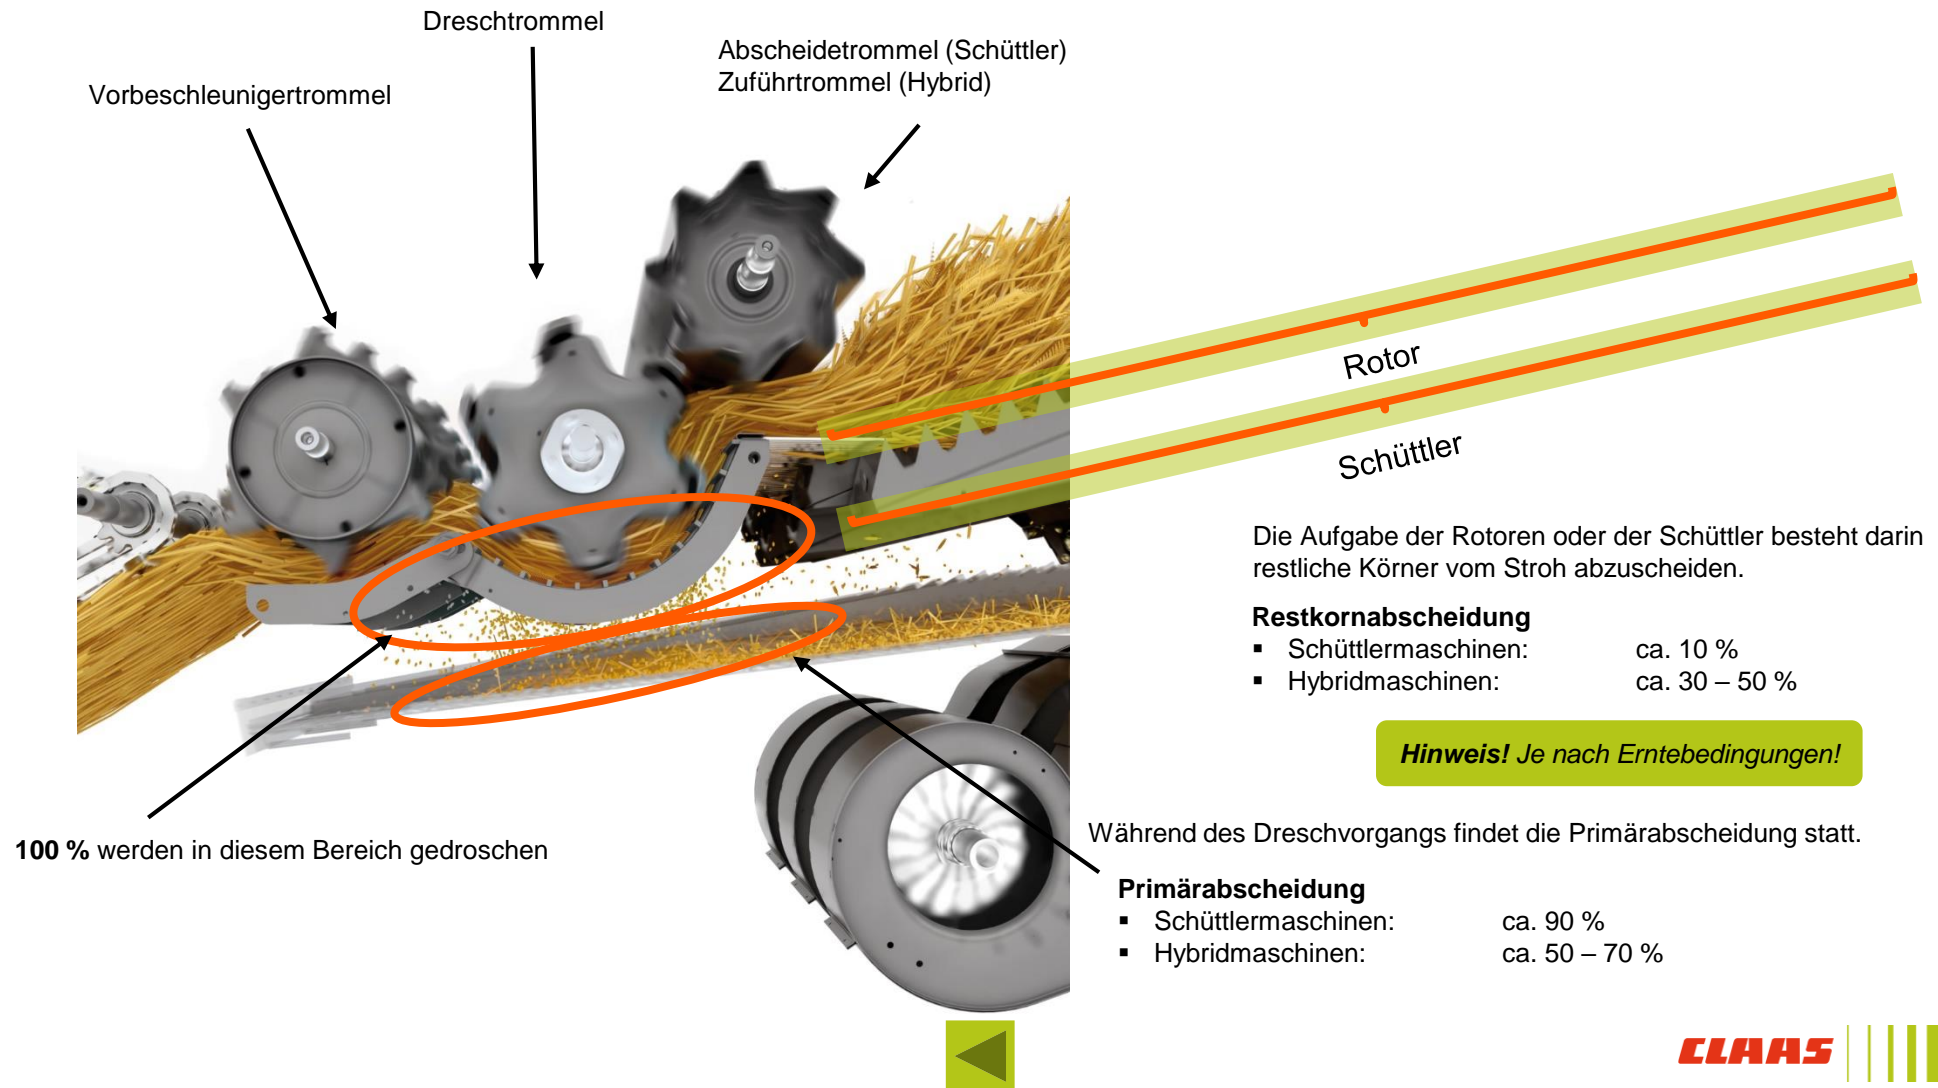 Dreschtrommel
Abscheidetrommel (Schüttler)
Zuführtrommel (Hybrid)
Vorbeschleunigertrommel
Rotor
Schüttler
Die Aufgabe der Rotoren oder der Schüttler besteht darin
restliche Körner vom Stroh abzuscheiden.
Restkornabscheidung
▪ Schüttlermaschinen: ca. 10 %
▪ Hybridmaschinen: ca. 30 – 50 %
Hinweis! Je nach Erntebedingungen!
100 % werden in diesem Bereich gedroschen
Während des Dreschvorgangs findet die Primärabscheidung statt.
Primärabscheidung
▪ Schüttlermaschinen: ca. 90 %
▪ Hybridmaschinen: ca. 50 – 70 %
CLAAS